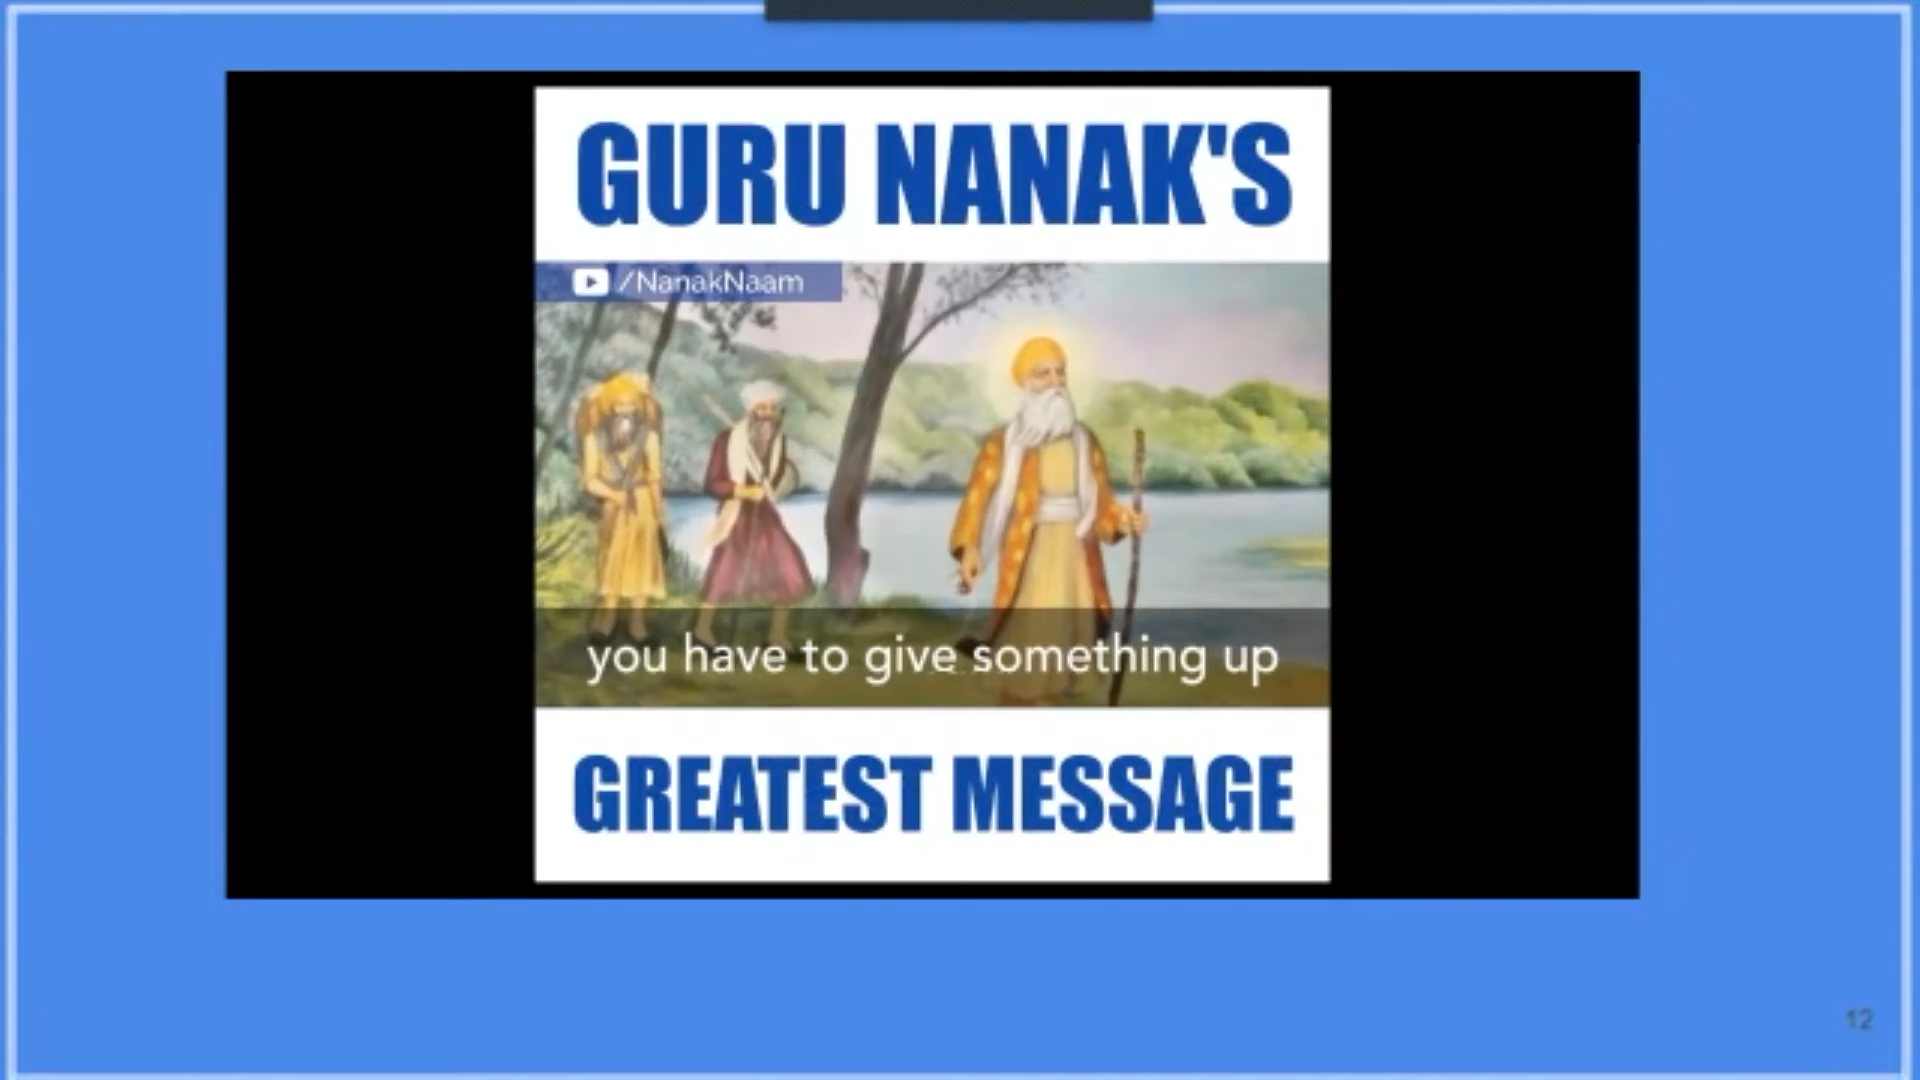 GURU NANAK'S
/NanakNaam
you have to give something up
GREATEST MESSAGE
12